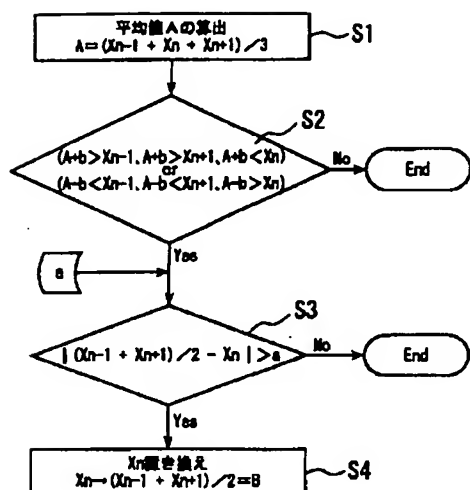 平均値Aの算出
A=(Xn-1 + Xn + Xn+1)/3
S1
S2
(A+b>Xn-1、A+b>Xn+1、A+b<Xn)
or
(A-b<Xn-1、A-b<Xn+1、A-b>Xn)
No
End
Yes
a
S3
| (Xn-1 + Xn+1)/2 - Xn | >a
No
End
Yes
Xn置き換え
Xn→(Xn-1 + Xn+1)/2=B
S4